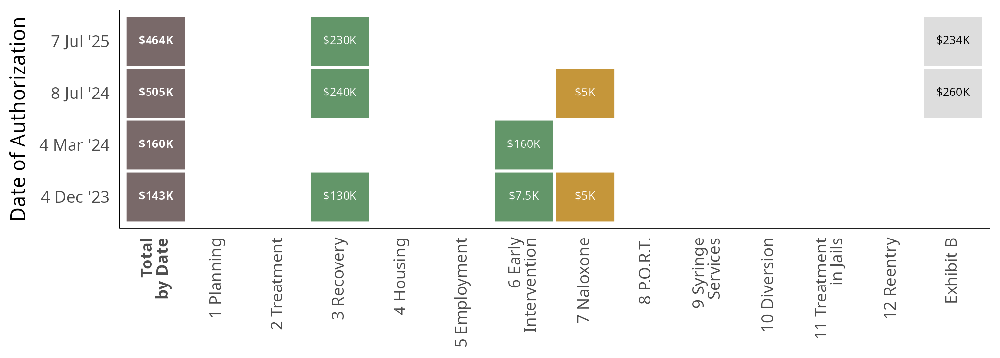 Date of Authorization
7 Jul '25
$464K
$230K
$234K
8 Jul '24
$505K
$240K
$5K
$260K
4 Mar '24
$160K
$160K
4 Dec '23
$143K
$130K
$7.5K
$5K
Total
by Date
1 Planning
2 Treatment
3 Recovery
4 Housing
5 Employment
6 Early
Intervention
7 Naloxone
8 P.O.R.T.
9 Syringe
Services
10 Diversion
11 Treatment
in Jails
12 Reentry
Exhibit B